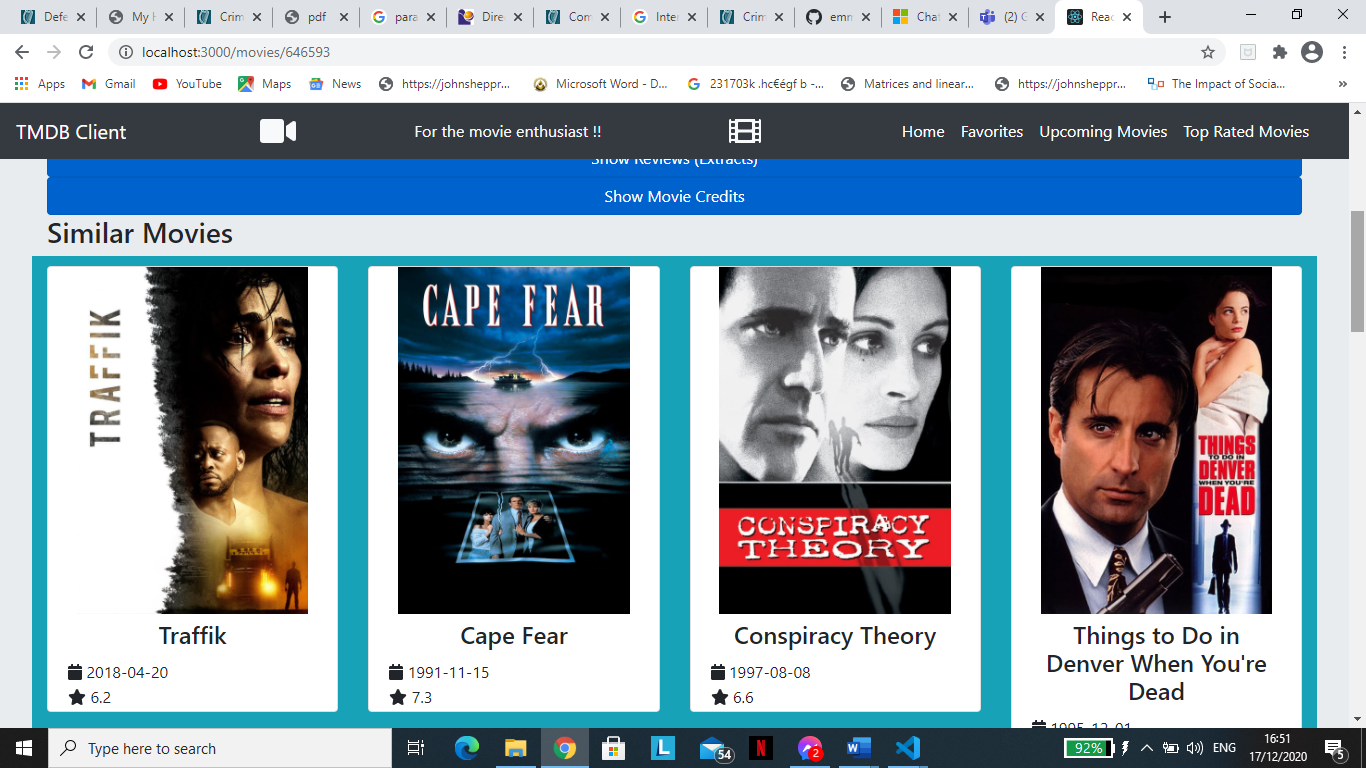 Defe
My H
Crim
pdf
para
Dire
Com
Inter
Crim
emn
Chat
(2) G
Reac
localhost:3000/movies/646593
Apps
Gmail
YouTube
Maps
News
https://johnsheppr...
Microsoft Word - D...
231703k .hc€égf b -...
Matrices and linear...
https://johnsheppr...
The Impact of Socia...
TMDB Client
For the movie enthusiast !!
Home
Favorites
Upcoming Movies
Top Rated Movies
Show Reviews (Extracts)
Show Movie Credits
Similar Movies
TRAFFIK
CAPE FEAR
CONSPIRACY
THEORY
THINGS
TO DO IN
DENVER
WHEN YOU'RE
DEAD
Traffik
2018-04-20
6.2
Cape Fear
1991-11-15
7.3
Conspiracy Theory
1997-08-08
6.6
Things to Do in
Denver When You're
Dead
1995-12-01
Type here to search
54
2
92%
ENG
16:51
17/12/2020
5